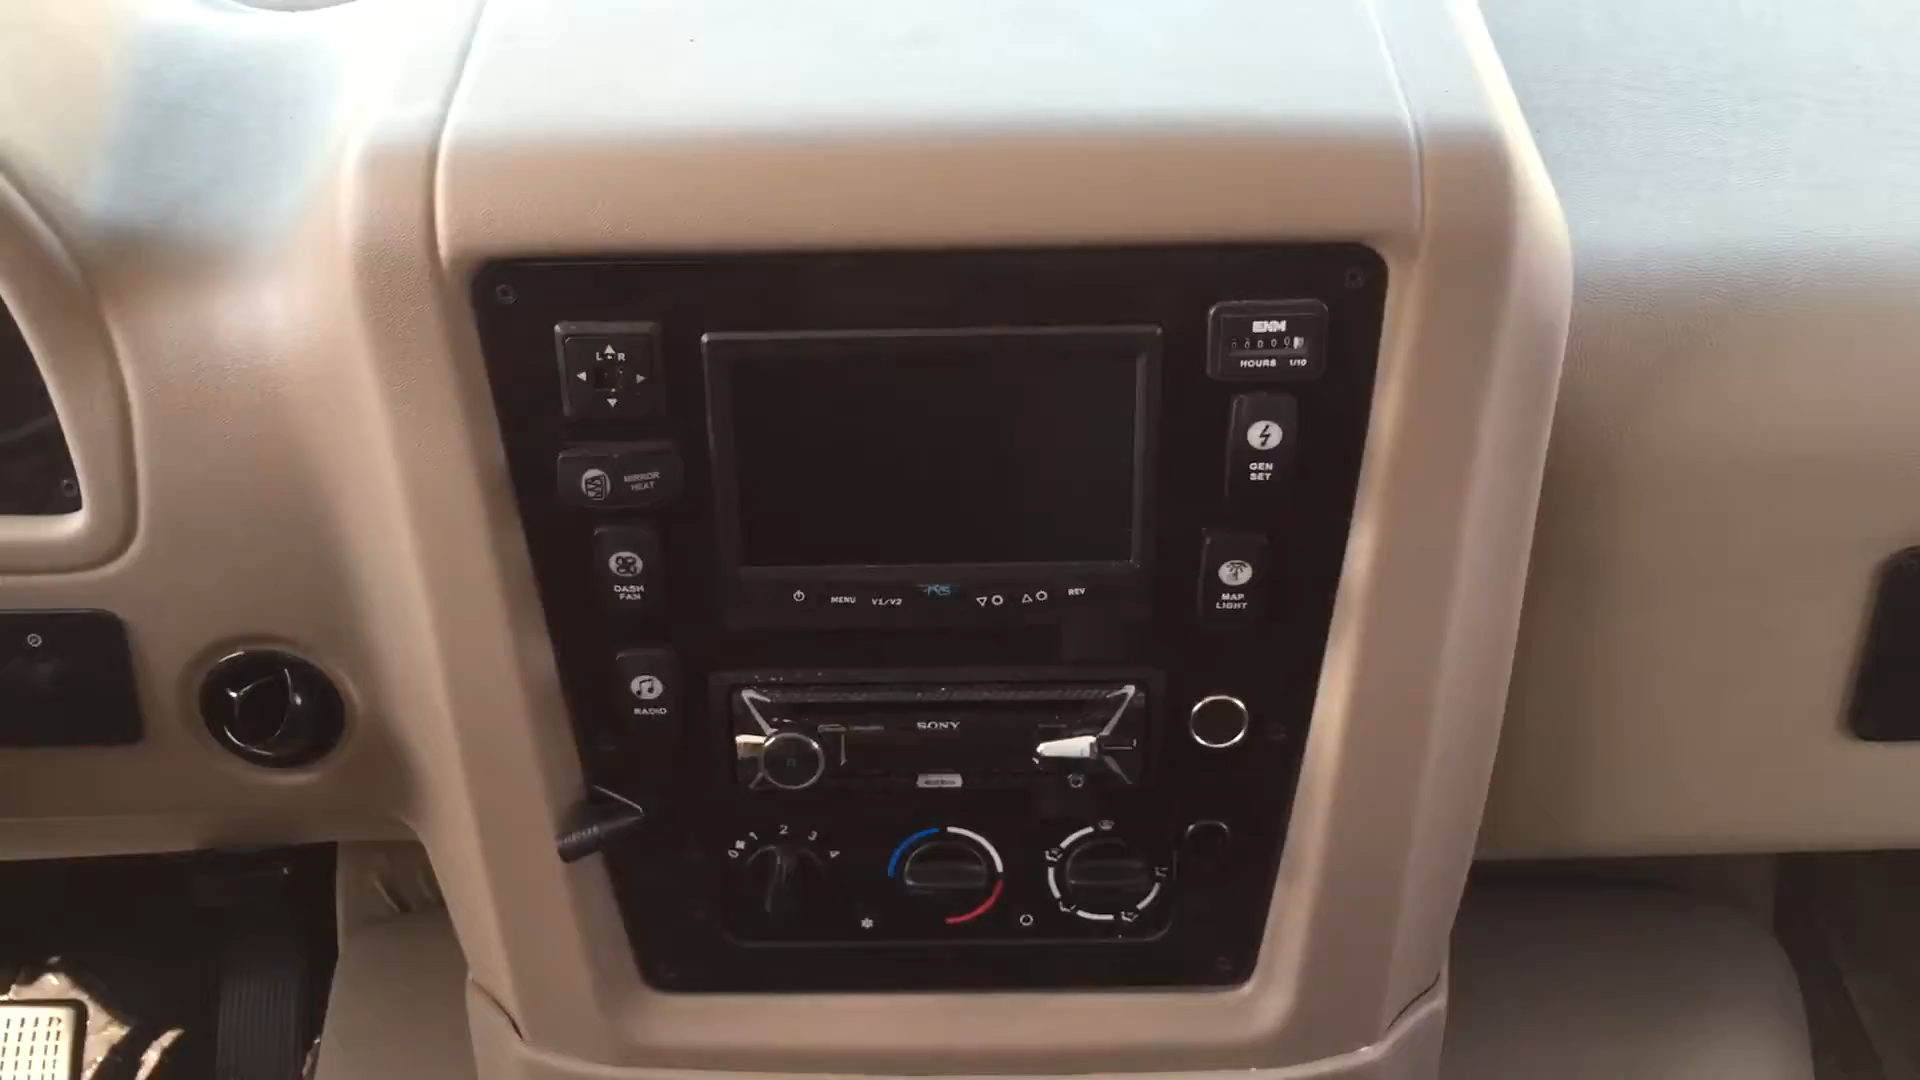 L R
MIRROR
HEAT
DASH
FAN
RADIO
MENU
V1/V2
REV
ENM
HOURS 1/10
GEN
SET
MAP
LIGHT
SONY
0 1 2 3 4